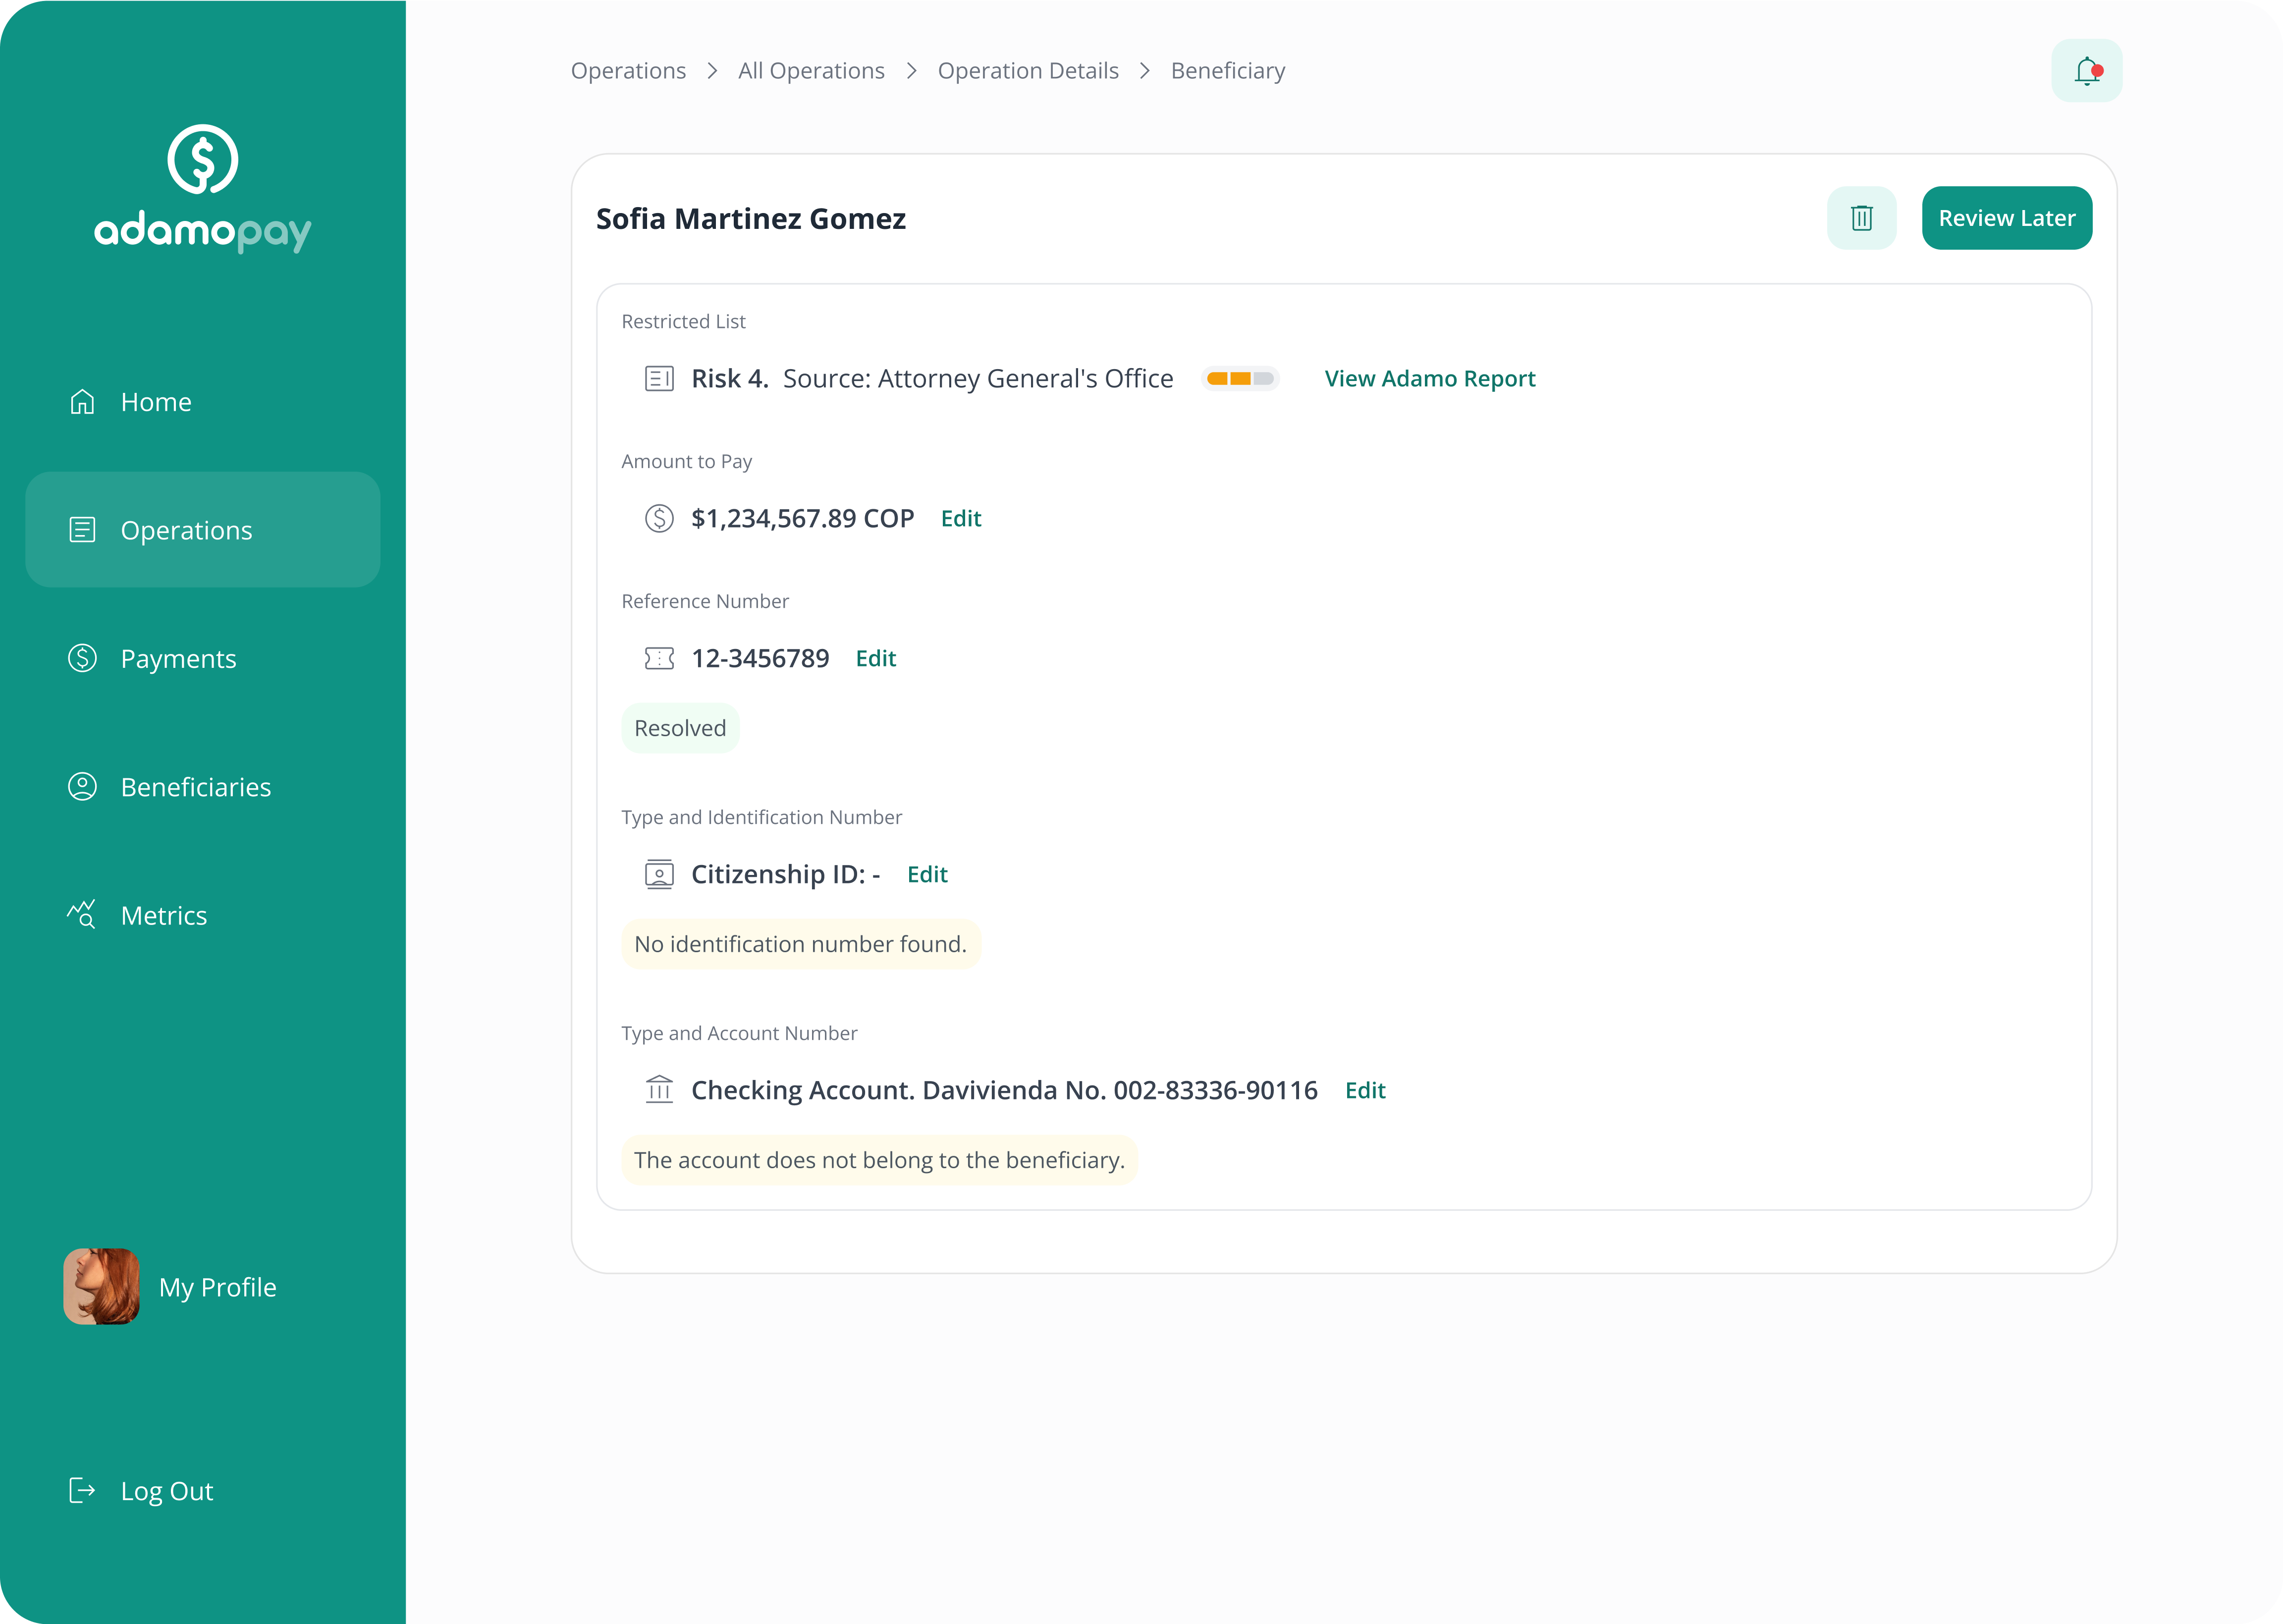 adamopay
Home
Operations
Payments
Beneficiaries
Metrics
My Profile
Log Out
Operations > All Operations > Operation Details > Beneficiary
Sofia Martinez Gomez
Review Later
Restricted List
Risk 4. Source: Attorney General's Office View Adamo Report
Amount to Pay
$1,234,567.89 COP Edit
Reference Number
12-3456789 Edit
Resolved
Type and Identification Number
Citizenship ID: - Edit
No identification number found.
Type and Account Number
Checking Account. Davivienda No. 002-83336-90116 Edit
The account does not belong to the beneficiary.